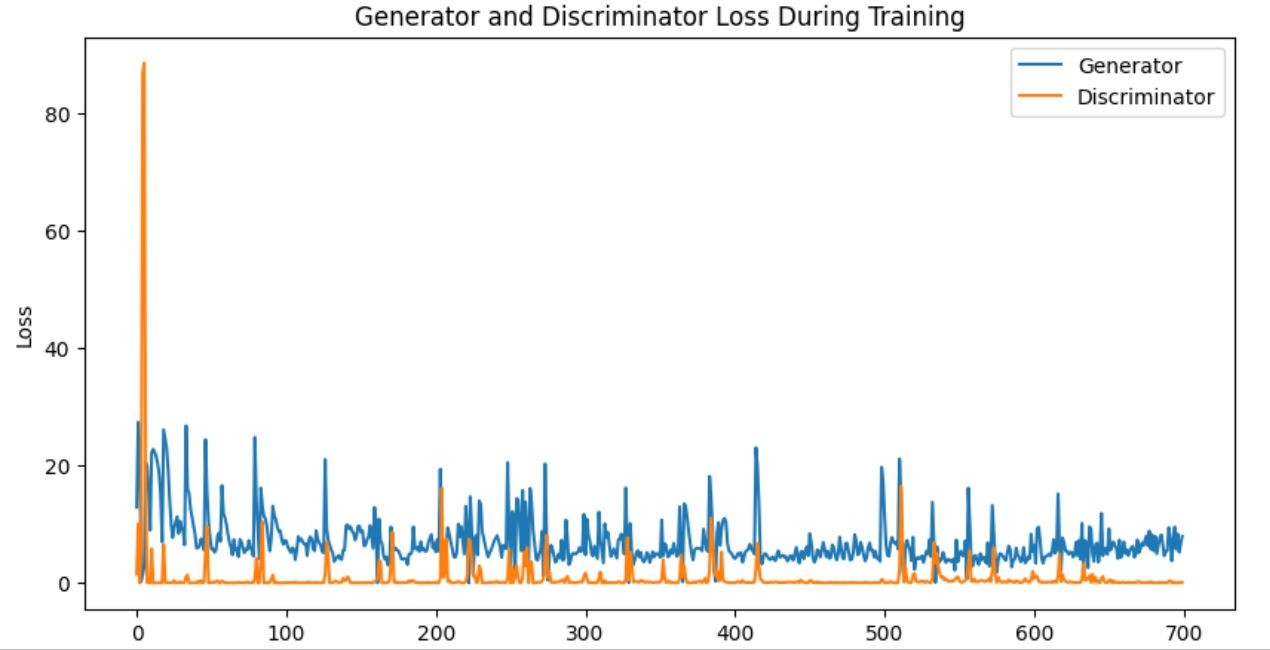 Generator and Discriminator Loss During Training
Generator
Discriminator
80
60
40
20
0
Loss
0 100 200 300 400 500 600 700